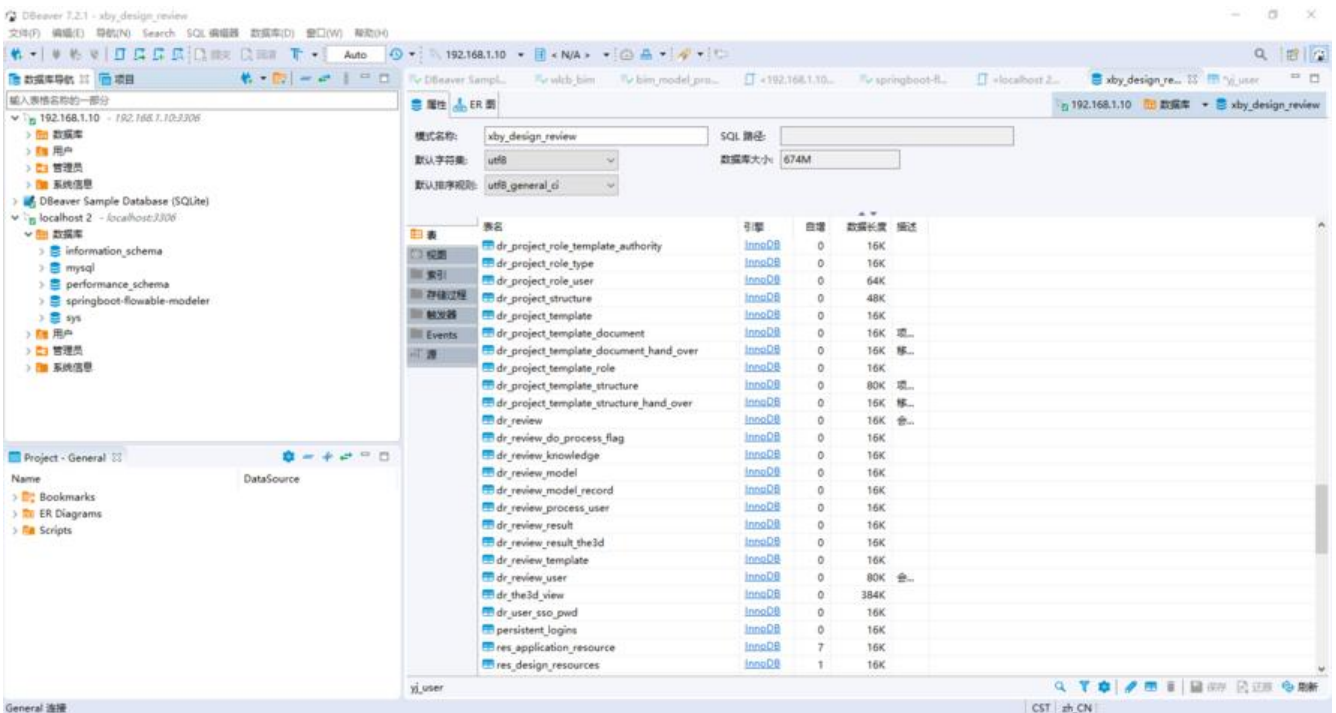 DBeaver 7.2.1 - xby_design_review
文件(F) 编辑(E) 导航(N) Search SQL 编辑器 数据库(D) 窗口(W) 帮助(H)
提交 回滚 Auto 192.168.1.10 < N/A >
数据库导航 项目
DBeaver Sampl... wlcb_bim bim_model_pro... <192.168.1.10... springboot-fl... <localhost 2... xby_design_re... yj_user
输入表格名称的一部分
属性 ER 图 192.168.1.10 数据库 xby_design_review
192.168.1.10 - 192.168.1.10:3306
数据库
用户
管理员
系统信息
DBeaver Sample Database (SQLite)
localhost 2 - localhost:3306
数据库
information_schema
mysql
performance_schema
springboot-flowable-modeler
sys
用户
管理员
系统信息
模式名称: xby_design_review SQL 路径:
默认字符集: utf8 数据库大小: 674M
默认排序规则: utf8_general_ci
表
视图
索引
存储过程
触发器
Events
源
表名 引擎 自增 数据长度 描述
dr_project_role_template_authority InnoDB 0 16K
dr_project_role_type InnoDB 0 16K
dr_project_role_user InnoDB 0 64K
dr_project_structure InnoDB 0 48K
dr_project_template InnoDB 0 16K
dr_project_template_document InnoDB 0 16K 项...
dr_project_template_document_hand_over InnoDB 0 16K 移...
dr_project_template_role InnoDB 0 16K
dr_project_template_structure InnoDB 0 80K 项...
dr_project_template_structure_hand_over InnoDB 0 16K 移...
dr_review InnoDB 0 16K 会...
dr_review_do_process_flag InnoDB 0 16K
dr_review_knowledge InnoDB 0 16K
dr_review_model InnoDB 0 16K
dr_review_model_record InnoDB 0 16K
dr_review_process_user InnoDB 0 16K
dr_review_result InnoDB 0 16K
dr_review_result_the3d InnoDB 0 16K
dr_review_template InnoDB 0 16K
dr_review_user InnoDB 0 80K 会...
dr_the3d_view InnoDB 0 384K
dr_user_sso_pwd InnoDB 0 16K
persistent_logins InnoDB 0 16K
res_application_resource InnoDB 7 16K
res_design_resources InnoDB 1 16K
Project - General
Name DataSource
Bookmarks
ER Diagrams
Scripts
yj_user 保存 还原 刷新
General 连接 CST zh_CN